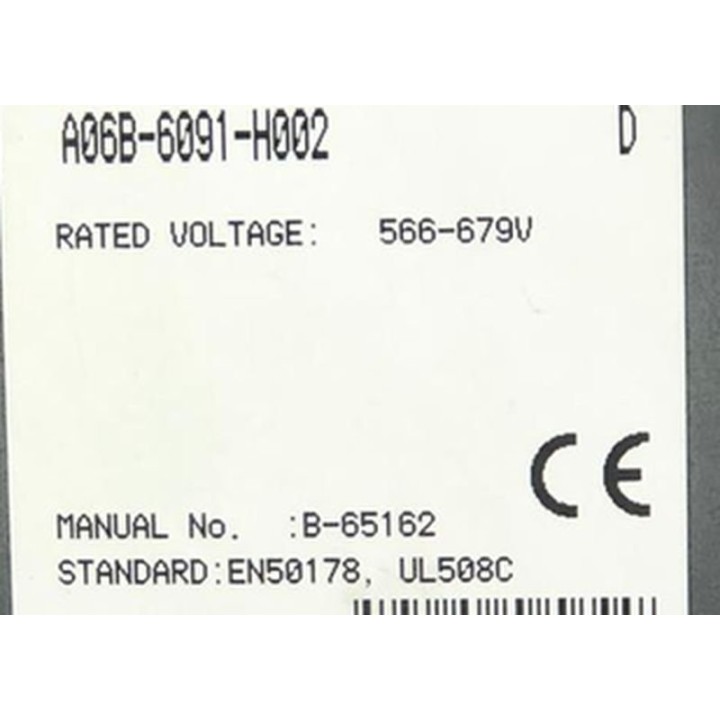 A06B-6091-H002 D
RATED VOLTAGE: 566-679V
CE
MANUAL No. :B-65162
STANDARD:EN50178, UL508C